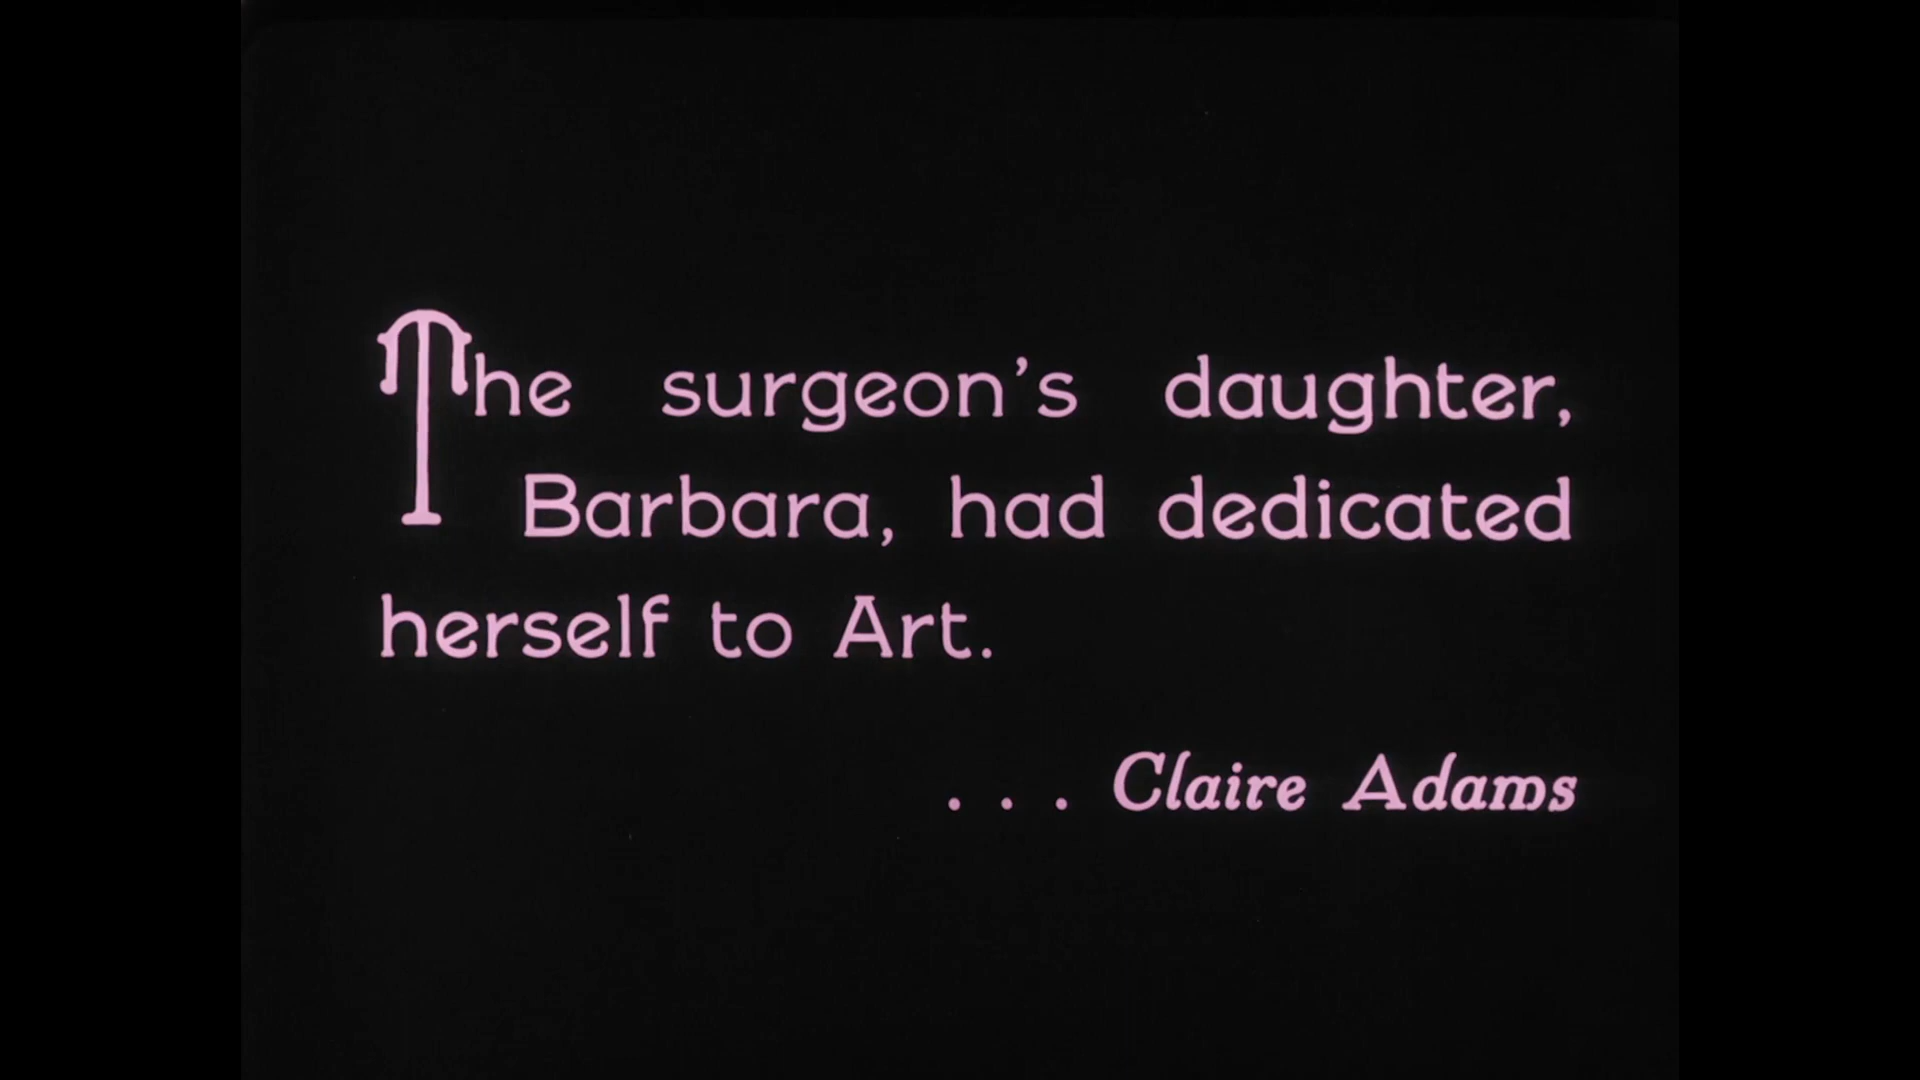 The surgeon's daughter,
Barbara, had dedicated
herself to Art.
. . . Claire Adams